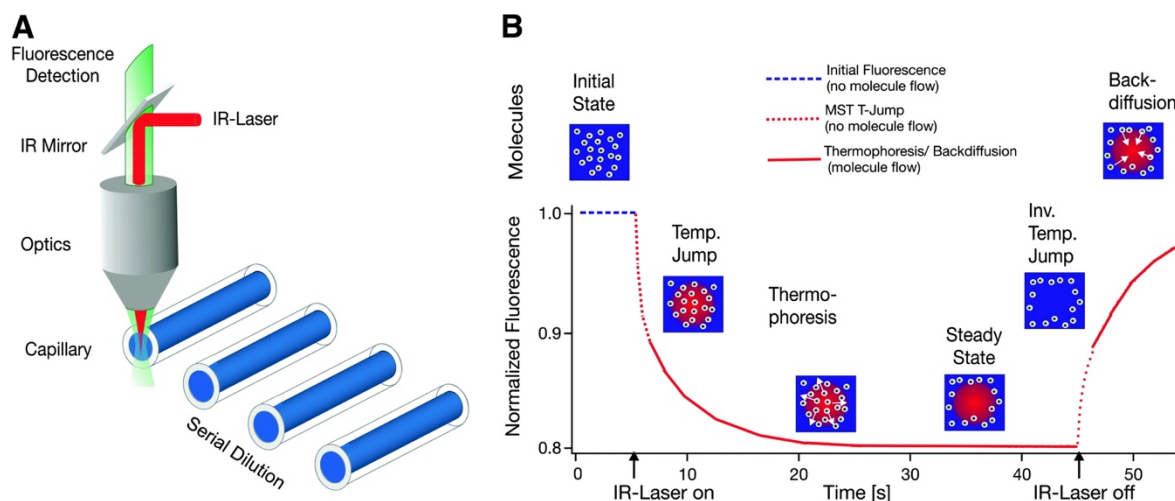 A
Fluorescence
Detection
IR-Laser
IR Mirror
Optics
Capillary
Serial Dilution
B
Molecules
Initial
State
Initial Fluorescence
(no molecule flow)
MST T-Jump
(no molecule flow)
Thermophoresis/ Backdiffusion
(molecule flow)
Back-
diffusion
Normalized Fluorescence
1.0
0.9
0.8
Temp.
Jump
Thermo-
phoresis
Steady
State
Inv.
Temp.
Jump
0
10
20
30
40
50
IR-Laser on
Time [s]
IR-Laser off